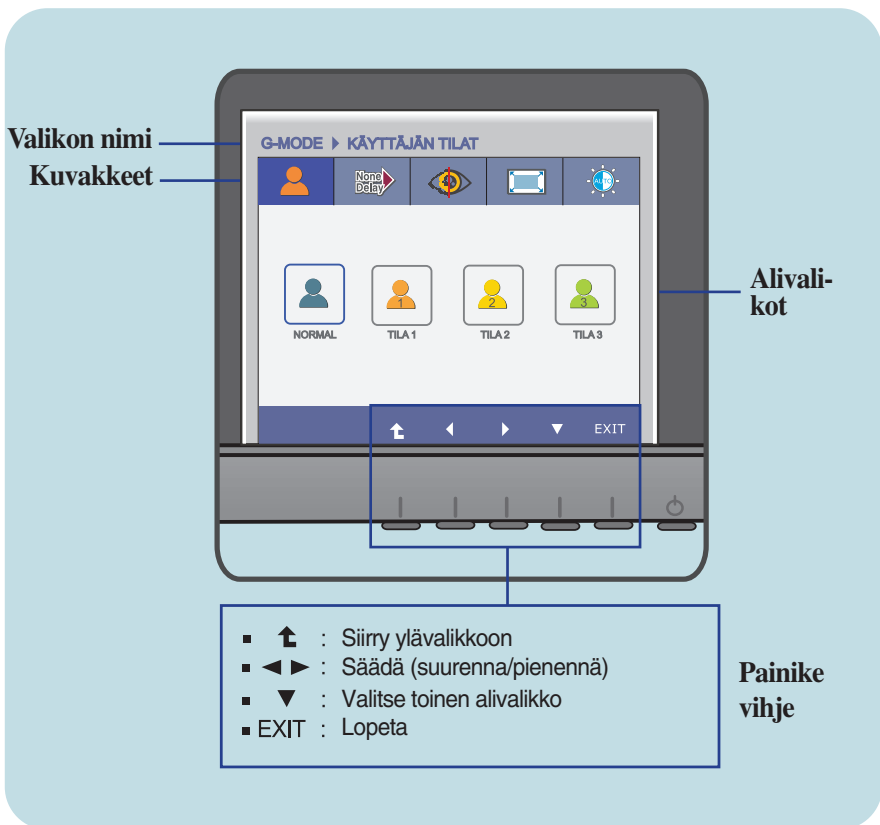 Valikon nimi
Kuvakkeet
G-MODE ▶ KÄYTTÄJÄN TILAT
None
Delay
AUTO
1
2
3
NORMAL
TILA 1
TILA 2
TILA 3
Alivali-
kot
EXIT
▪ : Siirry ylävalikkoon
▪ ◀ ▶ : Säädä (suurenna/pienennä)
▪ ▼ : Valitse toinen alivalikko
▪ EXIT : Lopeta
Painike
vihje